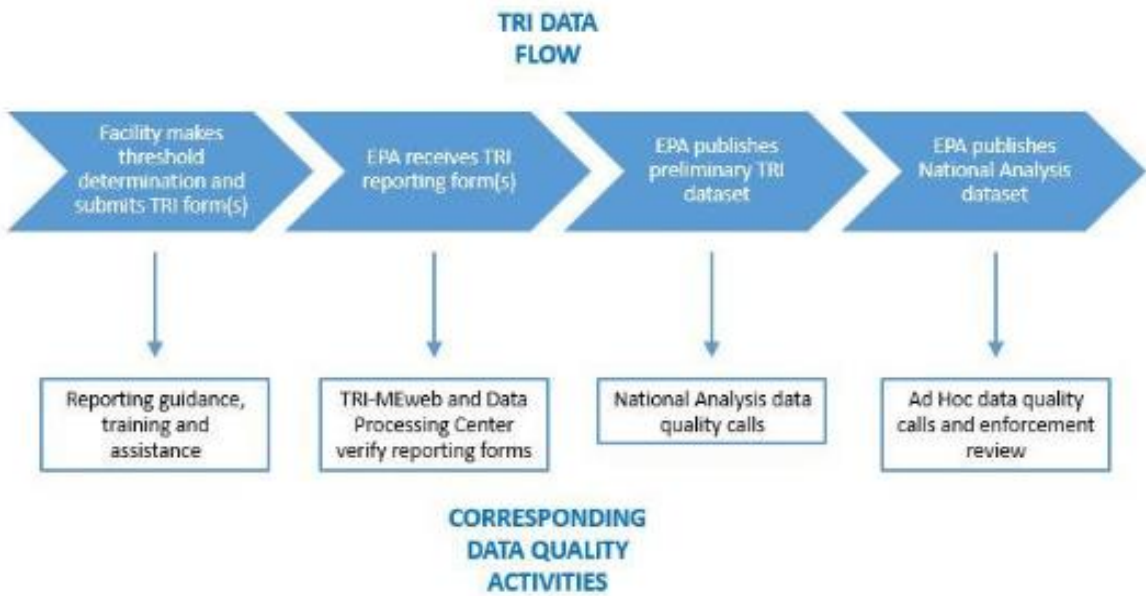 TRI DATA
FLOW
Facility makes
threshold
determination and
submits TRI form(s)
EPA receives TRI
reporting form(s)
EPA publishes
preliminary TRI
dataset
EPA publishes
National Analysis
dataset
Reporting guidance,
training and
assistance
TRI-MEweb and Data
Processing Center
verify reporting forms
National Analysis data
quality calls
Ad Hoc data quality
calls and enforcement
review
CORRESPONDING
DATA QUALITY
ACTIVITIES